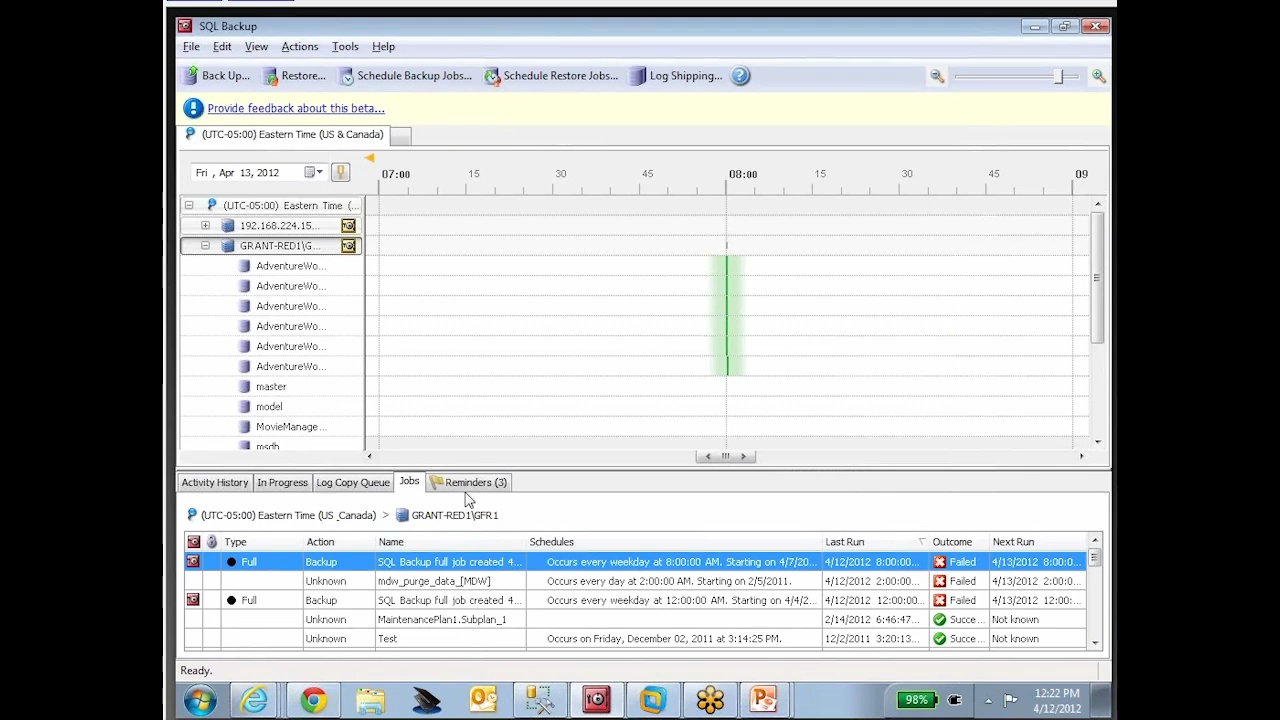 SQL Backup
File Edit View Actions Tools Help
Back Up... Restore... Schedule Backup Jobs... Schedule Restore Jobs... Log Shipping...
Provide feedback about this beta...
(UTC-05:00) Eastern Time (US & Canada)
Fri , Apr 13, 2012
07:00 15 30 45 08:00 15 30 45 09
(UTC-05:00) Eastern Time (...
192.168.224.15...
GRANT-RED1\G...
AdventureWo...
AdventureWo...
AdventureWo...
AdventureWo...
AdventureWo...
AdventureWo...
master
model
MovieManage...
msdb
Activity History In Progress Log Copy Queue Jobs Reminders (3)
(UTC-05:00) Eastern Time (US _Canada) > GRANT-RED1\GFR1
Type Action Name Schedules Last Run Outcome Next Run
Full Backup SQL Backup full job created 4... Occurs every weekday at 8:00:00 AM. Starting on 4/7/20... 4/12/2012 8:00:00... Failed 4/13/2012 8:00:0...
Unknown Occurs every day at 2:00:00 AM. Starting on 2/5/2011. 4/12/2012 2:00:00... Failed 4/13/2012 2:00:0...
Full Backup SQL Backup full job created 4... Occurs every weekday at 12:00:00 AM. Starting on 4/4/2... 4/12/2012 12:00:00... Failed 4/13/2012 12:00:...
Unknown MaintenancePlan1.Subplan_1 2/14/2012 6:46:47... Succe... Not known
Unknown Test Occurs on Friday, December 02, 2011 at 3:14:25 PM. 12/2/2011 3:20:13... Succe... Not known
Ready.
98%
12:22 PM
4/12/2012